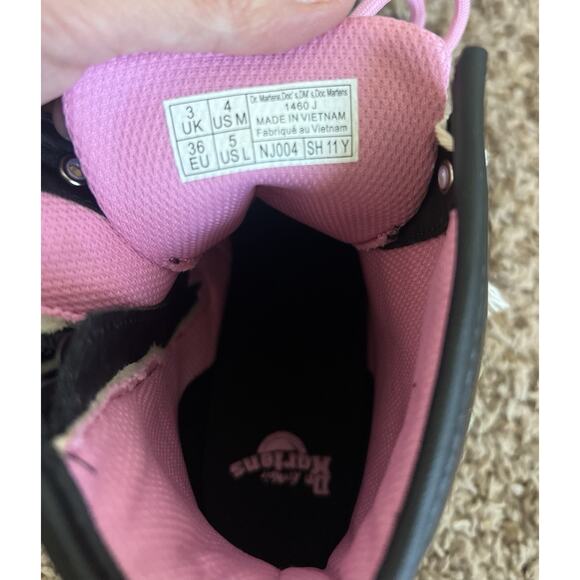 3 UK
4 US M
Dr. Martens,Doc's,DM's,Doc Martens
1460 J
MADE IN VIETNAM
Fabriqué au Vietnam
36 EU
5 US L
NJ004
SH 11 Y
Dr.
Martens